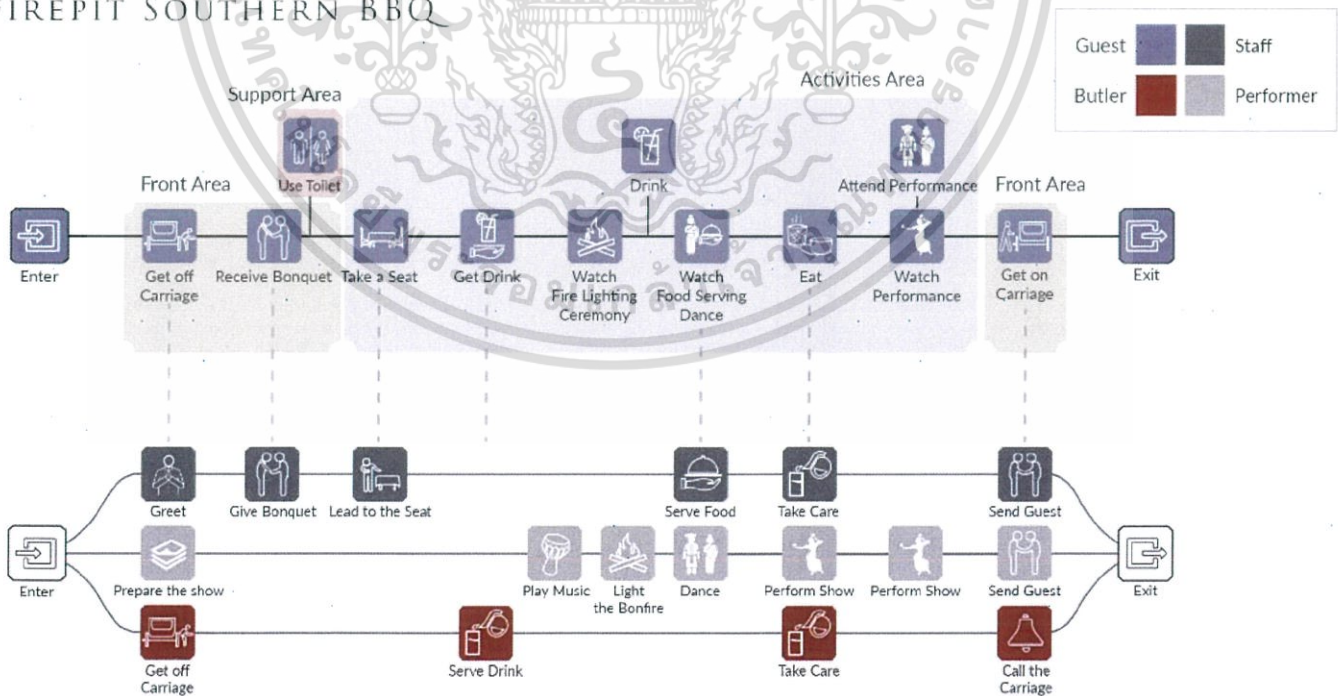 FIREPIT SOUTHERN BBQ
Guest
Staff
Butler
Performer
Support Area
Activities Area
Front Area
Use Toilet
Drink
Attend Performance
Front Area
Enter
Get off
Carriage
Receive Bonquet
Take a Seat
Get Drink
Watch
Fire Lighting
Ceremony
Watch
Food Serving
Dance
Eat
Watch
Performance
Get on
Carriage
Exit
Greet
Give Bonquet
Lead to the Seat
Serve Food
Take Care
Send Guest
Enter
Prepare the show
Play Music
Light
the Bonfire
Dance
Perform Show
Perform Show
Send Guest
Exit
Get off
Carriage
Serve Drink
Take Care
Call the
Carriage